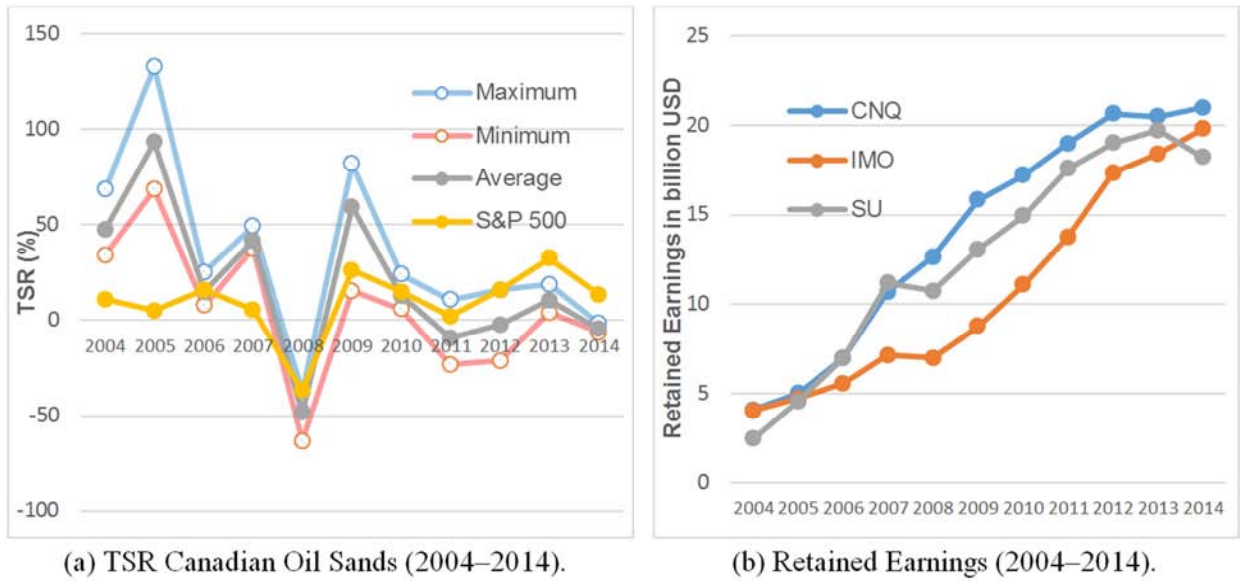 150
100
50
0
-50
-100
TSR (%)
Maximum
Minimum
Average
S&P 500
2004 2005 2006 2007 2008 2009 2010 2011 2012 2013 2014
(a) TSR Canadian Oil Sands (2004–2014).
25
20
15
10
5
0
Retained Earnings in billion USD
CNQ
IMO
SU
2004 2005 2006 2007 2008 2009 2010 2011 2012 2013 2014
(b) Retained Earnings (2004–2014).